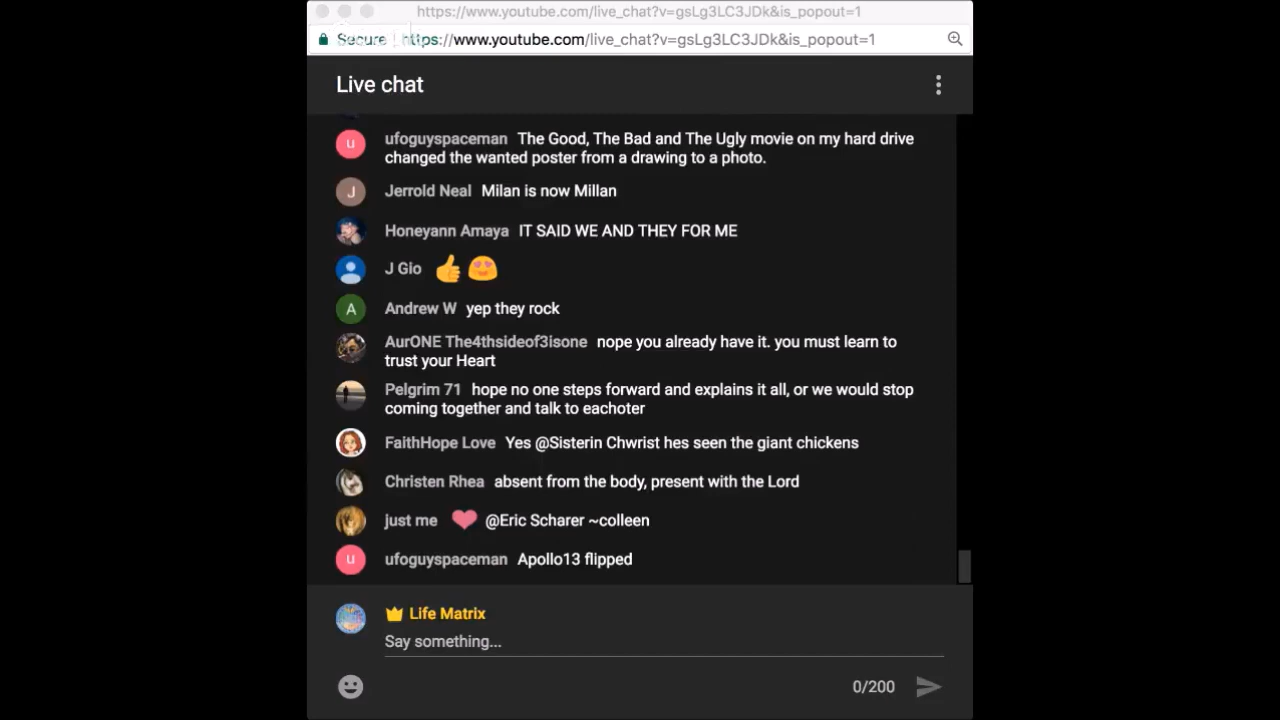 https://www.youtube.com/live_chat?v=gsLg3LC3JDk&is_popout=1
Secure https://www.youtube.com/live_chat?v=gsLg3LC3JDk&is_popout=1
Live chat
u ufoguyspaceman The Good, The Bad and The Ugly movie on my hard drive
changed the wanted poster from a drawing to a photo.
J Jerrold Neal Milan is now Millan
Honeyann Amaya IT SAID WE AND THEY FOR ME
J Gio 👍 😍
A Andrew W yep they rock
AurONE The4thsideof3isone nope you already have it. you must learn to
trust your Heart
Pelgrim 71 hope no one steps forward and explains it all, or we would stop
coming together and talk to eachoter
FaithHope Love Yes @Sisterin Chwrist hes seen the giant chickens
Christen Rhea absent from the body, present with the Lord
just me ❤ @Eric Scharer ~colleen
u ufoguyspaceman Apollo13 flipped
Life Matrix
Say something...
0/200